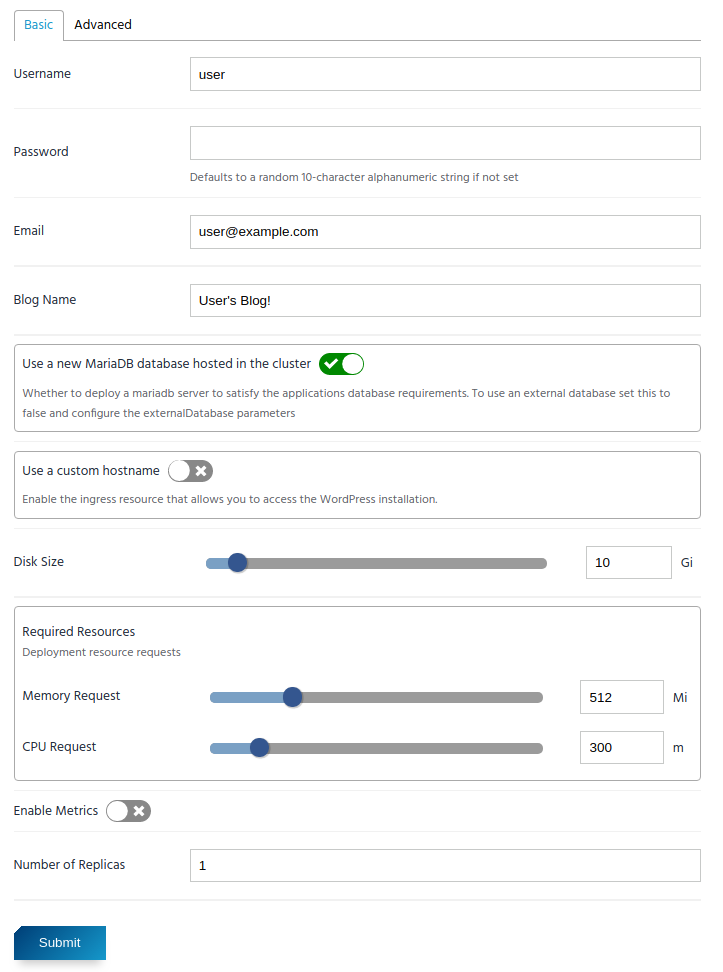 Basic
Advanced
Username
user
Password
Defaults to a random 10-character alphanumeric string if not set
Email
user@example.com
Blog Name
User's Blog!
Use a new MariaDB database hosted in the cluster
Whether to deploy a mariadb server to satisfy the applications database requirements. To use an external database set this to
false and configure the externalDatabase parameters
Use a custom hostname
Enable the ingress resource that allows you to access the WordPress installation.
Disk Size
10
Gi
Required Resources
Deployment resource requests
Memory Request
512
Mi
CPU Request
300
m
Enable Metrics
Number of Replicas
1
Submit